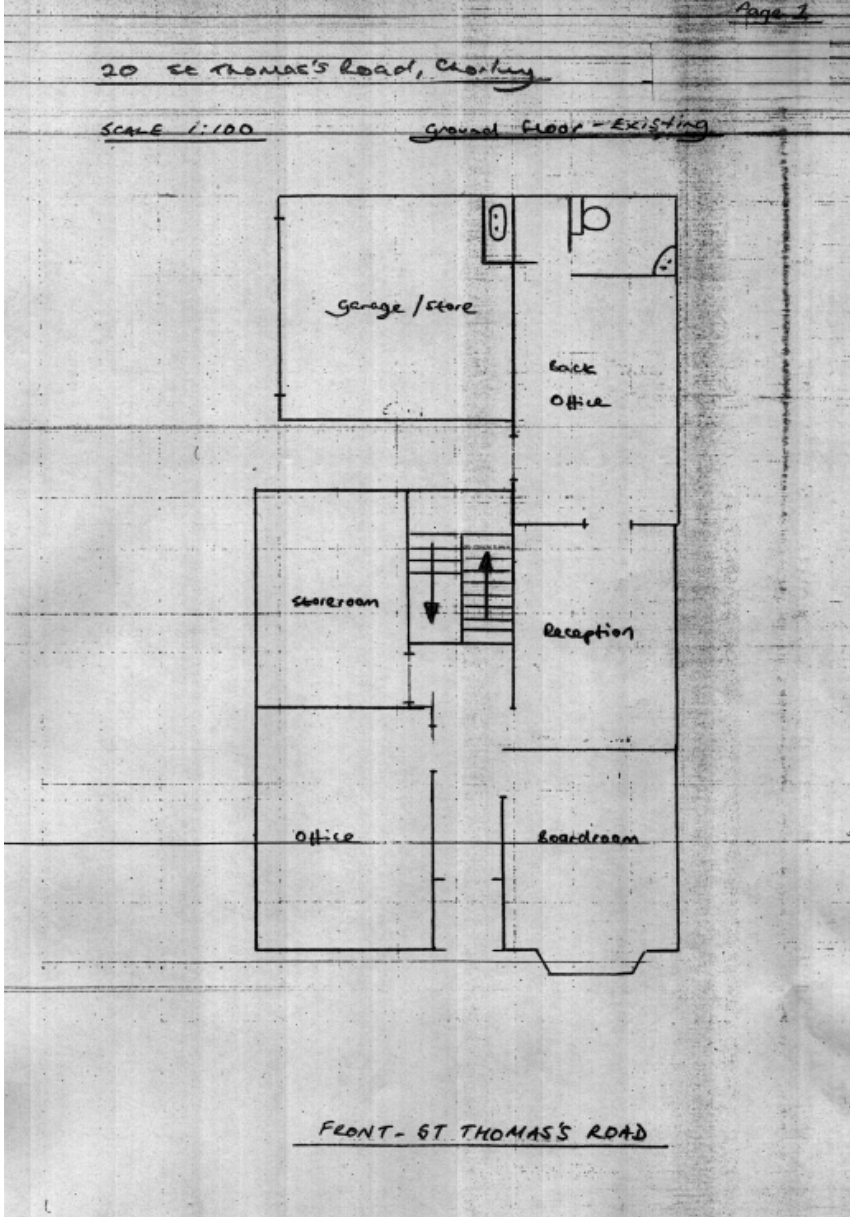 Page 1
20 St THOMAS'S Road, Chorley
SCALE 1:100
Ground Floor - Existing
Garage / Store
Back
Office
Storeroom
Reception
Office
Boardroom
FRONT - ST THOMAS'S ROAD